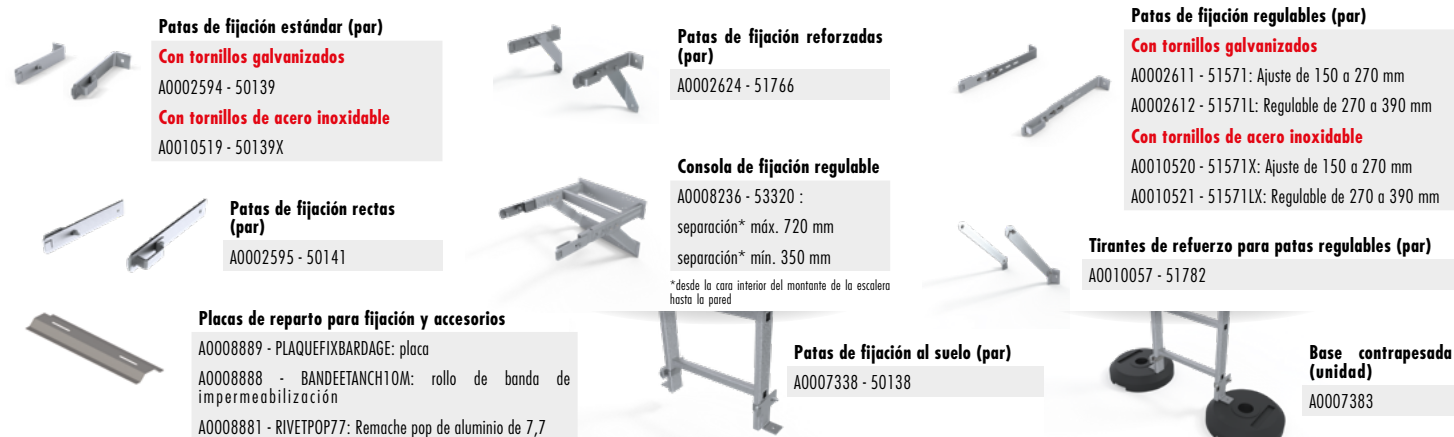 Patas de fijación estándar (par)
Con tornillos galvanizados
A0002594 - 50139
Con tornillos de acero inoxidable
A0010519 - 50139X
Patas de fijación rectas
(par)
A0002595 - 50141
Placas de reparto para fijación y accesorios
A0008889 - PLAQUEFIXBARDAGE: placa
A0008888 - BANDEETANCH10M: rollo de banda de
impermeabilización
A0008881 - RIVETPOP77: Remache pop de aluminio de 7,7
Patas de fijación reforzadas
(par)
A0002624 - 51766
Consola de fijación regulable
A0008236 - 53320 :
separación* máx. 720 mm
separación* mín. 350 mm
*desde la cara interior del montante de la escalera
hasta la pared
Patas de fijación al suelo (par)
A0007338 - 50138
Patas de fijación regulables (par)
Con tornillos galvanizados
A0002611 - 51571: Ajuste de 150 a 270 mm
A0002612 - 51571L: Regulable de 270 a 390 mm
Con tornillos de acero inoxidable
A0010520 - 51571X: Ajuste de 150 a 270 mm
A0010521 - 51571LX: Regulable de 270 a 390 mm
Tirantes de refuerzo para patas regulables (par)
A0010057 - 51782
Base contrapesada
(unidad)
A0007383